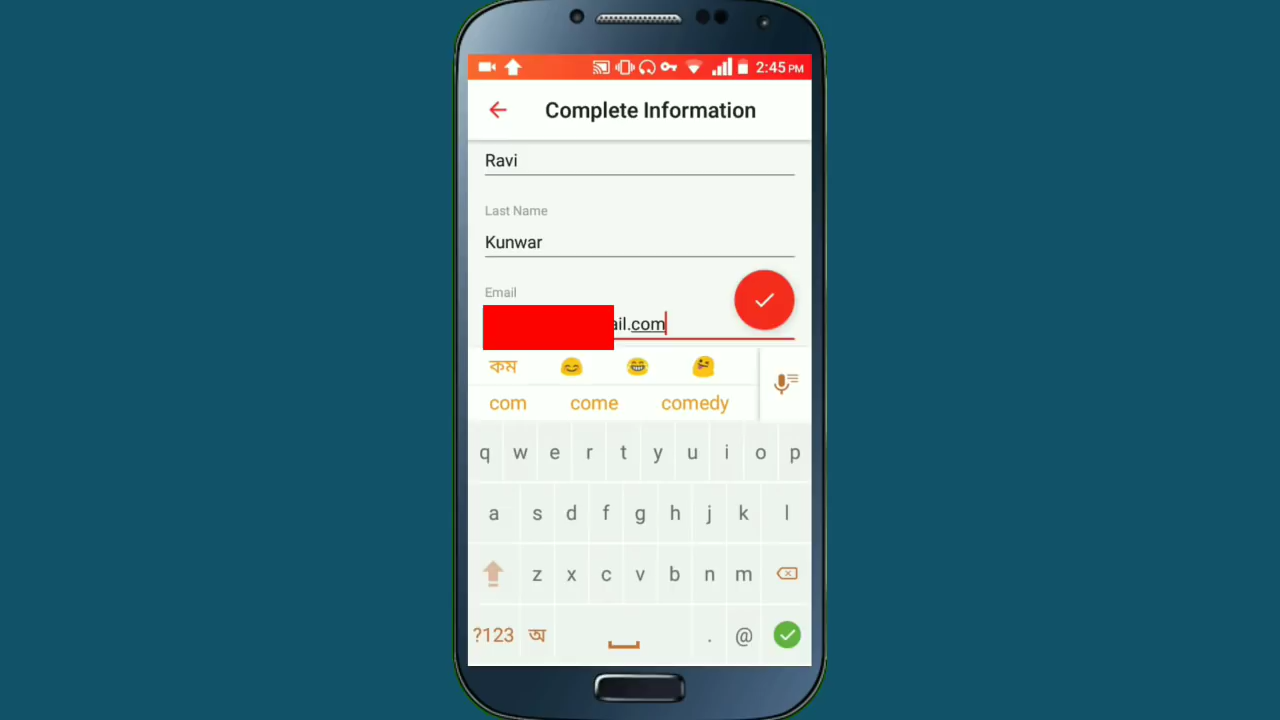 2:45 PM
Complete Information
Ravi
Last Name
Kunwar
Email
ail.com
কম 😊 😁 😜
com come comedy
q w e r t y u i o p
a s d f g h j k l
z x c v b n m
?123 অ . @